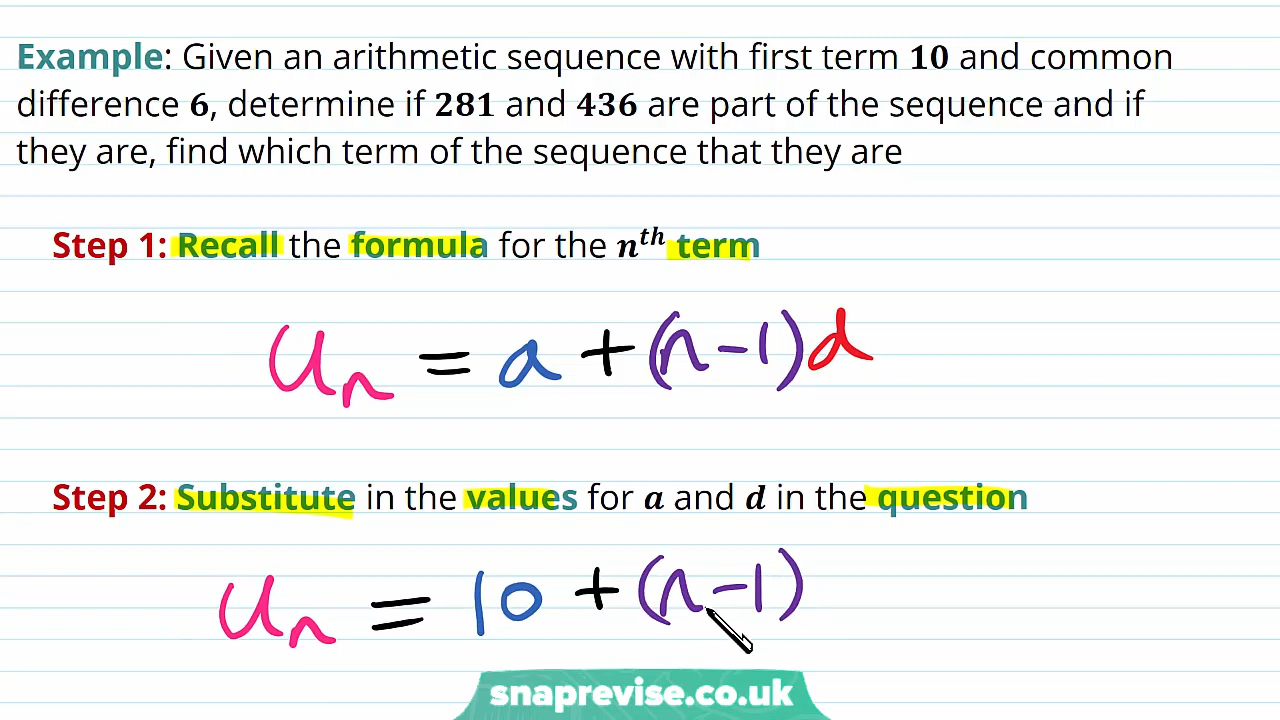 Example: Given an arithmetic sequence with first term 10 and common
difference 6, determine if 281 and 436 are part of the sequence and if
they are, find which term of the sequence that they are
Step 1: Recall the formula for the nᵗʰ term
uₙ = a + (n-1)d
Step 2: Substitute in the values for a and d in the question
uₙ = 10 + (n-1)
snaprevise.co.uk